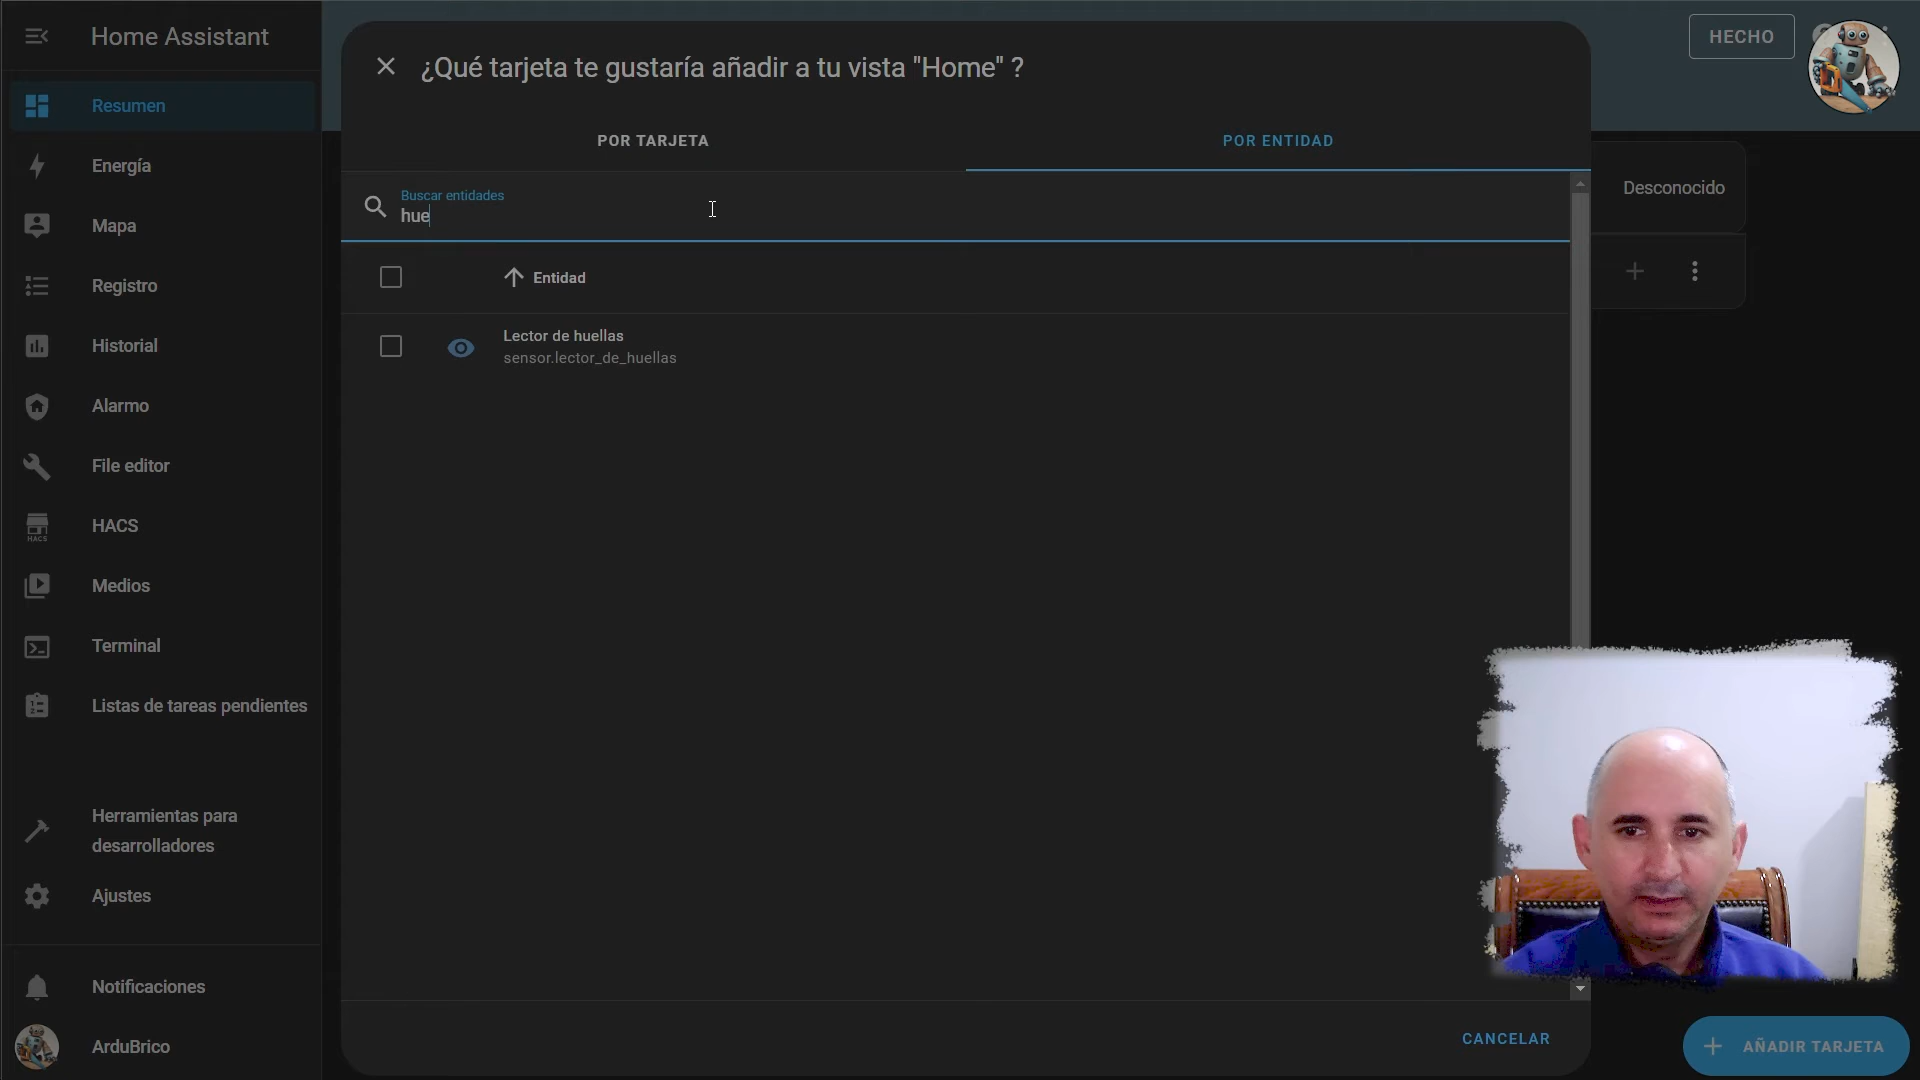 Home Assistant
Resumen
Energía
Mapa
Registro
Historial
Alarmo
File editor
HACS
HACS
Medios
Terminal
Listas de tareas pendientes
Herramientas para
desarrolladores
Ajustes
Notificaciones
ArduBrico
¿Qué tarjeta te gustaría añadir a tu vista "Home" ?
POR TARJETA
POR ENTIDAD
Buscar entidades
hue
Entidad
Lector de huellas
sensor.lector_de_huellas
CANCELAR
HECHO
Desconocido
AÑADIR TARJETA